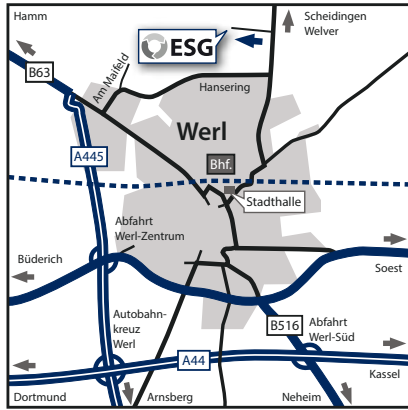 Hamm
Scheidingen
Welver
ESG
B63
Am Maifeld
Hansering
Werl
A445
Bhf.
Stadthalle
Abfahrt
Werl-Zentrum
Büderich
Soest
Autobahn-
kreuz
Werl
B516
Abfahrt
Werl-Süd
A44
Kassel
Dortmund
Arnsberg
Neheim